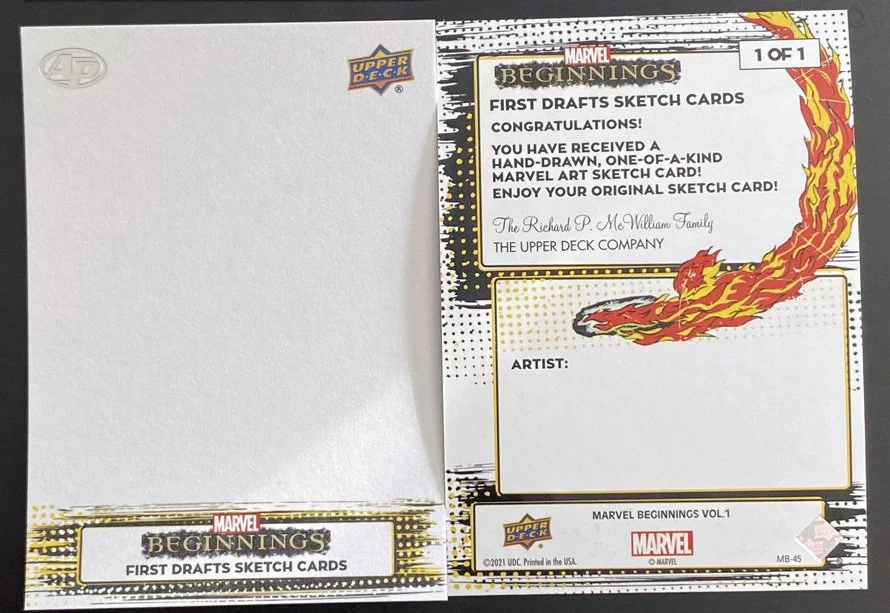 AP
UPPER
D·E·C·K
®
MARVEL
BEGINNINGS
FIRST DRAFTS SKETCH CARDS
1 OF 1
MARVEL
BEGINNINGS
FIRST DRAFTS SKETCH CARDS
CONGRATULATIONS!
YOU HAVE RECEIVED A
HAND-DRAWN, ONE-OF-A-KIND
MARVEL ART SKETCH CARD!
ENJOY YOUR ORIGINAL SKETCH CARD!
The Richard P. McWilliam Family
THE UPPER DECK COMPANY
ARTIST:
MARVEL BEGINNINGS VOL.1
UPPER
D·E·C·K
MARVEL
©2021 UDC. Printed in the USA.
© MARVEL
MB-45